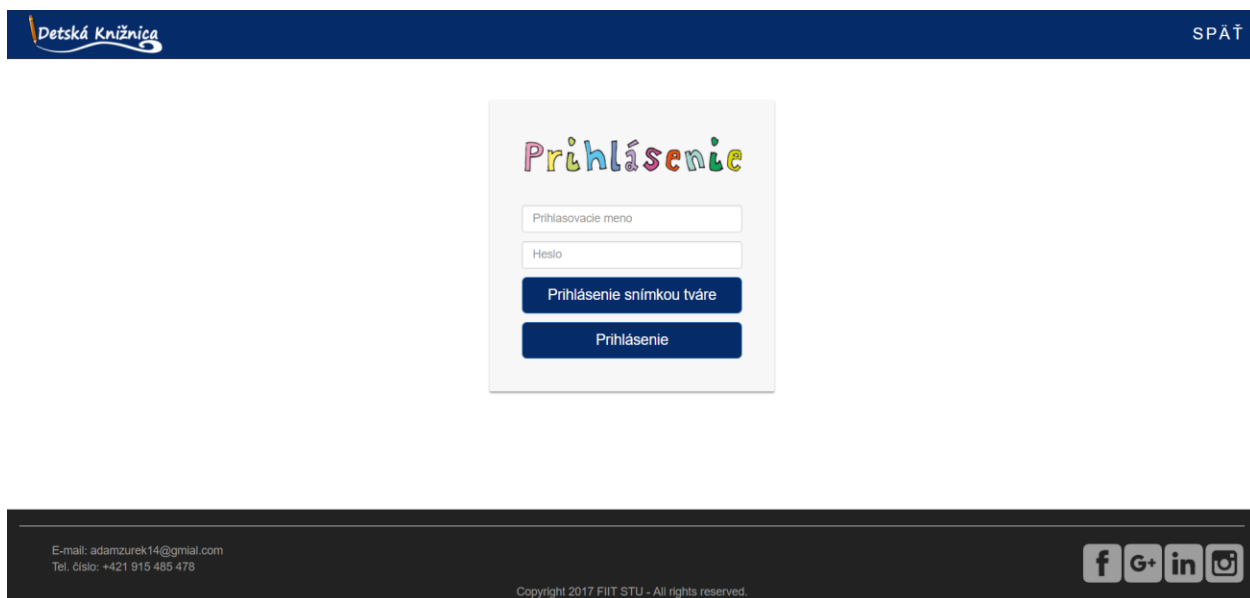 Detská Knižnica
SPÄŤ
Prihlásenie
Prihlasovacie meno
Heslo
Prihlásenie snímkou tváre
Prihlásenie
E-mail: adamzurek14@gmial.com
Tel. číslo: +421 915 485 478
f G+ in
Copyright 2017 FIIT STU - All rights reserved.